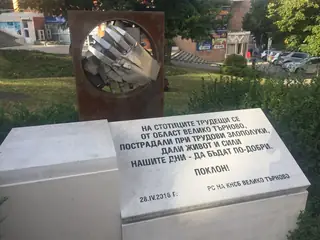 НА СТОТИЦИТЕ ТРУДЕЩИ СЕ
ОТ ОБЛАСТ ВЕЛИКО ТЪРНОВО,
ПОСТРАДАЛИ ПРИ ТРУДОВИ ЗЛОПОЛУКИ,
ДАЛИ ЖИВОТ И СИЛИ
НАШИТЕ ДНИ - ДА БЪДАТ ПО-ДОБРИ.
ПОКЛОН!
28.IV.2016 Г.
РС НА КНСБ ВЕЛИКО ТЪРНОВО